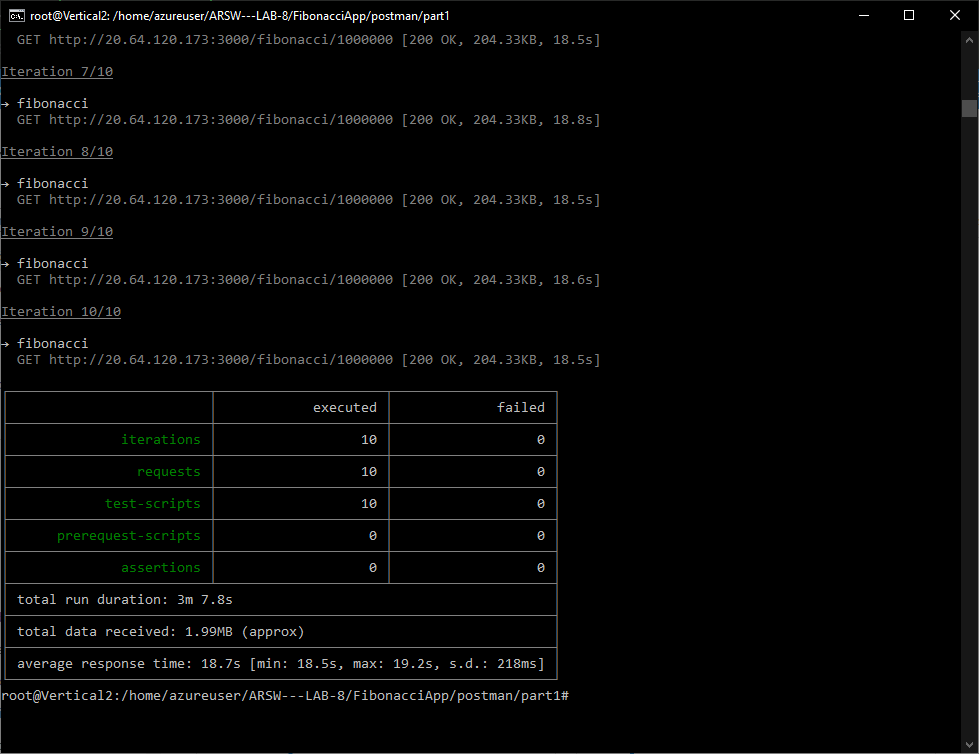 root@Vertical2: /home/azureuser/ARSW---LAB-8/FibonacciApp/postman/part1
GET http://20.64.120.173:3000/fibonacci/1000000 [200 OK, 204.33KB, 18.5s]
Iteration 7/10
→ fibonacci
GET http://20.64.120.173:3000/fibonacci/1000000 [200 OK, 204.33KB, 18.8s]
Iteration 8/10
→ fibonacci
GET http://20.64.120.173:3000/fibonacci/1000000 [200 OK, 204.33KB, 18.5s]
Iteration 9/10
→ fibonacci
GET http://20.64.120.173:3000/fibonacci/1000000 [200 OK, 204.33KB, 18.6s]
Iteration 10/10
→ fibonacci
GET http://20.64.120.173:3000/fibonacci/1000000 [200 OK, 204.33KB, 18.5s]
executed failed
iterations 10 0
requests 10 0
test-scripts 10 0
prerequest-scripts 0 0
assertions 0 0
total run duration: 3m 7.8s
total data received: 1.99MB (approx)
average response time: 18.7s [min: 18.5s, max: 19.2s, s.d.: 218ms]
root@Vertical2:/home/azureuser/ARSW---LAB-8/FibonacciApp/postman/part1#